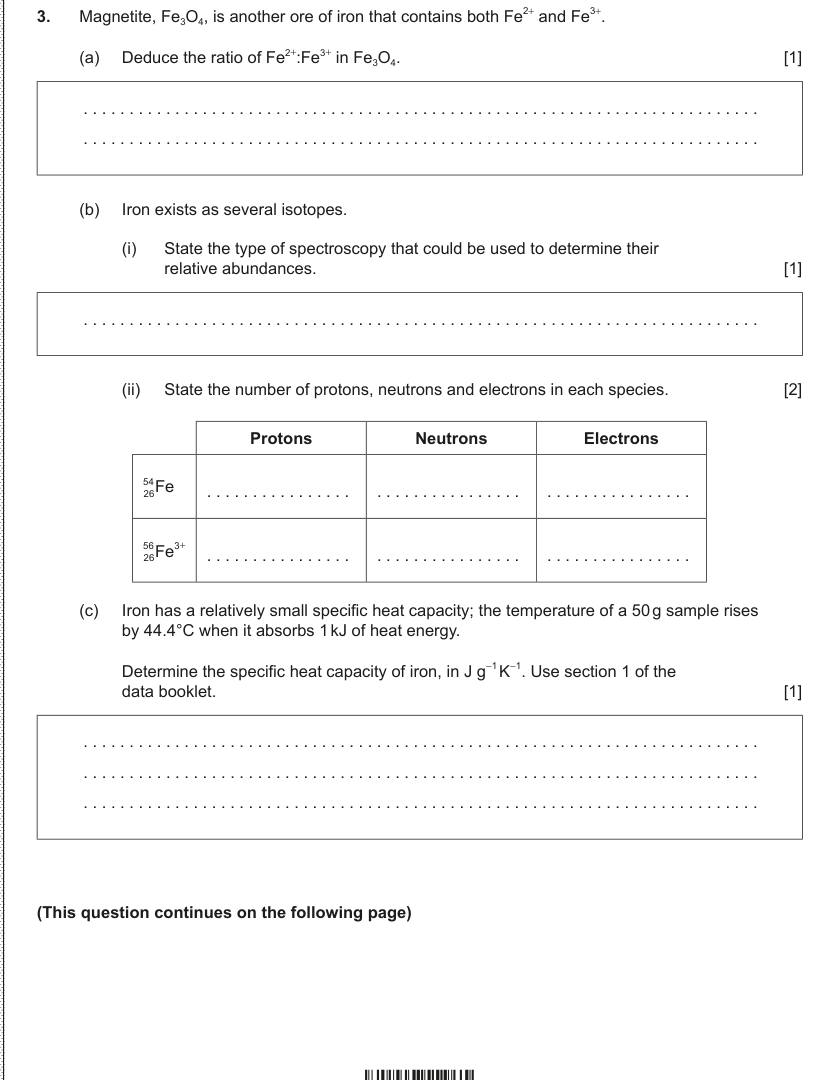 3. Magnetite, Fe₃O₄, is another ore of iron that contains both Fe²⁺ and Fe³⁺.
(a) Deduce the ratio of Fe²⁺:Fe³⁺ in Fe₃O₄. [1]
(b) Iron exists as several isotopes.
(i) State the type of spectroscopy that could be used to determine their
relative abundances. [1]
(ii) State the number of protons, neutrons and electrons in each species. [2]
Protons Neutrons Electrons
⁵⁴₂₆Fe
⁵⁶₂₆Fe³⁺
(c) Iron has a relatively small specific heat capacity; the temperature of a 50 g sample rises
by 44.4°C when it absorbs 1 kJ of heat energy.
Determine the specific heat capacity of iron, in J g⁻¹ K⁻¹. Use section 1 of the
data booklet. [1]
(This question continues on the following page)